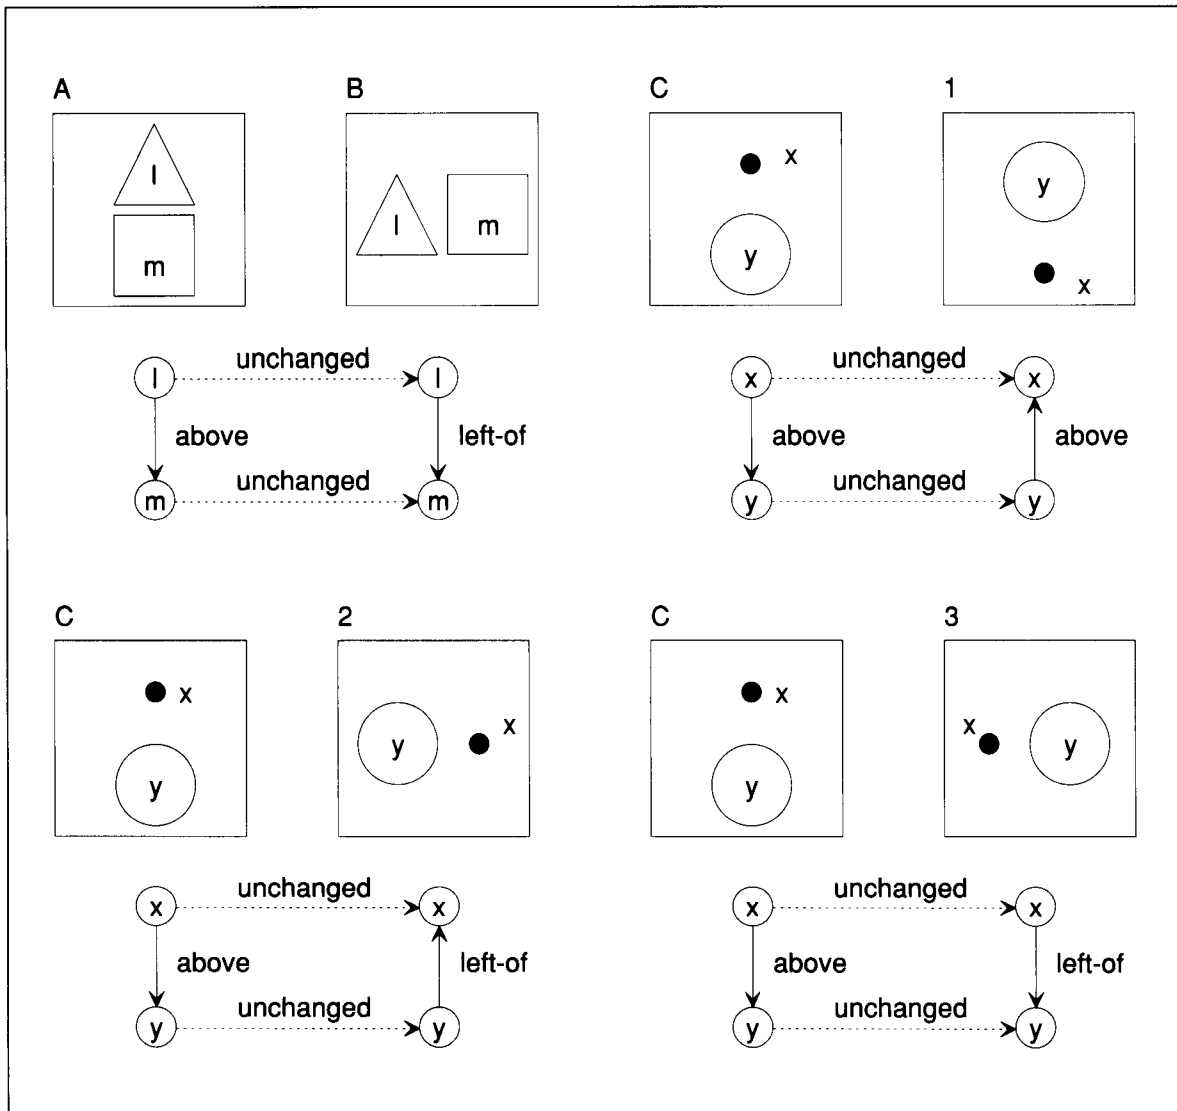 A B C 1
l l x y
m m y x
unchanged unchanged
l l x x
above left-of above above
unchanged unchanged
m m y y
C 2 C 3
x x x x
y y y y
unchanged unchanged
x x x x
above left-of above left-of
unchanged unchanged
y y y y